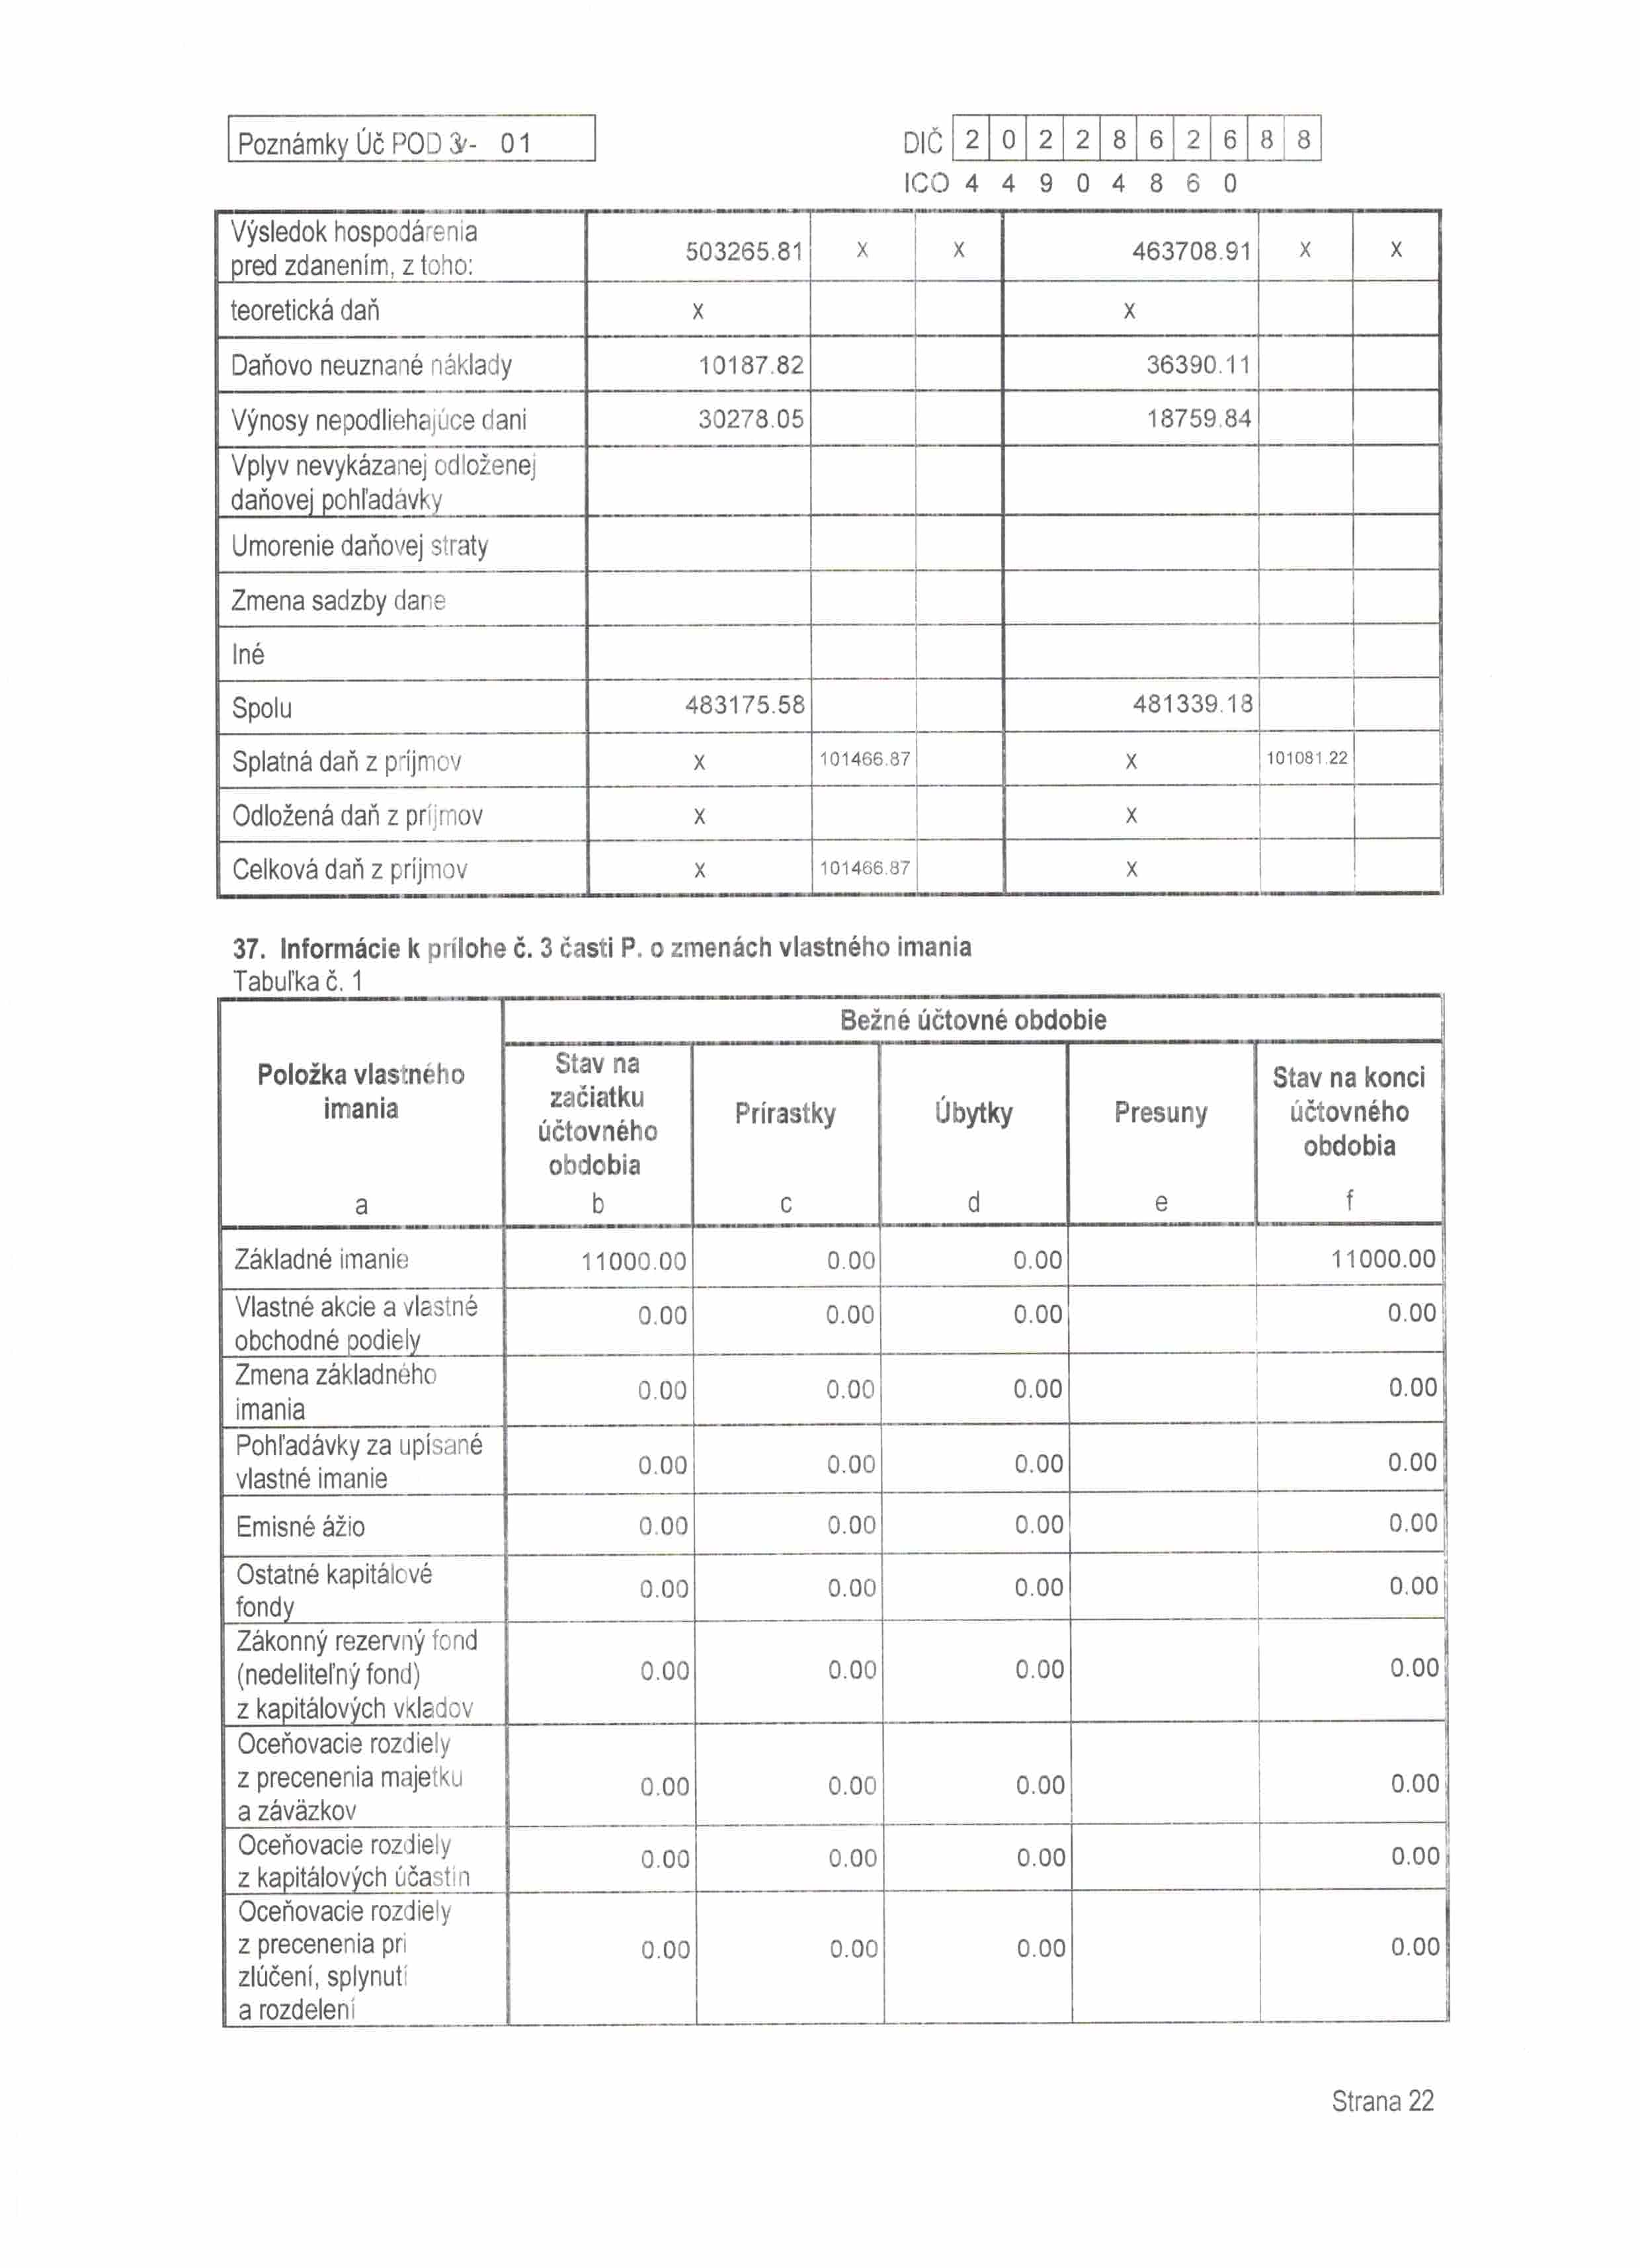 Poznámky Úč POD 3v- 01
DIČ 2 0 2 2 8 6 2 6 8 8
ICO 4 4 9 0 4 8 6 0
Výsledok hospodárenia
pred zdanením, z toho: 503265.81 x x 463708.91 x x
teoretická daň x x
Daňovo neuznané náklady 10187.82 36390.11
Výnosy nepodliehajúce dani 30278.05 18759.84
Vplyv nevykázanej odloženej
daňovej pohľadávky
Umorenie daňovej straty
Zmena sadzby dane
Iné
Spolu 483175.58 481339.18
Splatná daň z príjmov x 101466.87 x 101081.22
Odložená daň z príjmov x x
Celková daň z príjmov x 101466.87 x
37. Informácie k prílohe č. 3 časti P. o zmenách vlastného imania
Tabuľka č. 1
Bežné účtovné obdobie
Položka vlastného
imania
Stav na
začiatku
účtovného
obdobia
Prírastky
Úbytky
Presuny
Stav na konci
účtovného
obdobia
a b c d e f
Základné imanie 11000.00 0.00 0.00 11000.00
Vlastné akcie a vlastné
obchodné podiely 0.00 0.00 0.00 0.00
Zmena základného
imania 0.00 0.00 0.00 0.00
Pohľadávky za upísané
vlastné imanie 0.00 0.00 0.00 0.00
Emisné ážio 0.00 0.00 0.00 0.00
Ostatné kapitálové
fondy 0.00 0.00 0.00 0.00
Zákonný rezervný fond
(nedeliteľný fond) 0.00 0.00 0.00 0.00
z kapitálových vkladov
Oceňovacie rozdiely
z precenenia majetku 0.00 0.00 0.00 0.00
a záväzkov
Oceňovacie rozdiely
z kapitálových účastín 0.00 0.00 0.00 0.00
Oceňovacie rozdiely
z precenenia pri 0.00 0.00 0.00 0.00
zlúčení, splynutí
a rozdelení
Strana 22